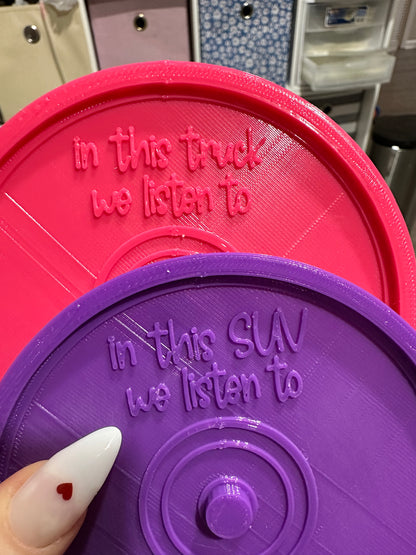 in this truck
we listen to
in this SUV
we listen to